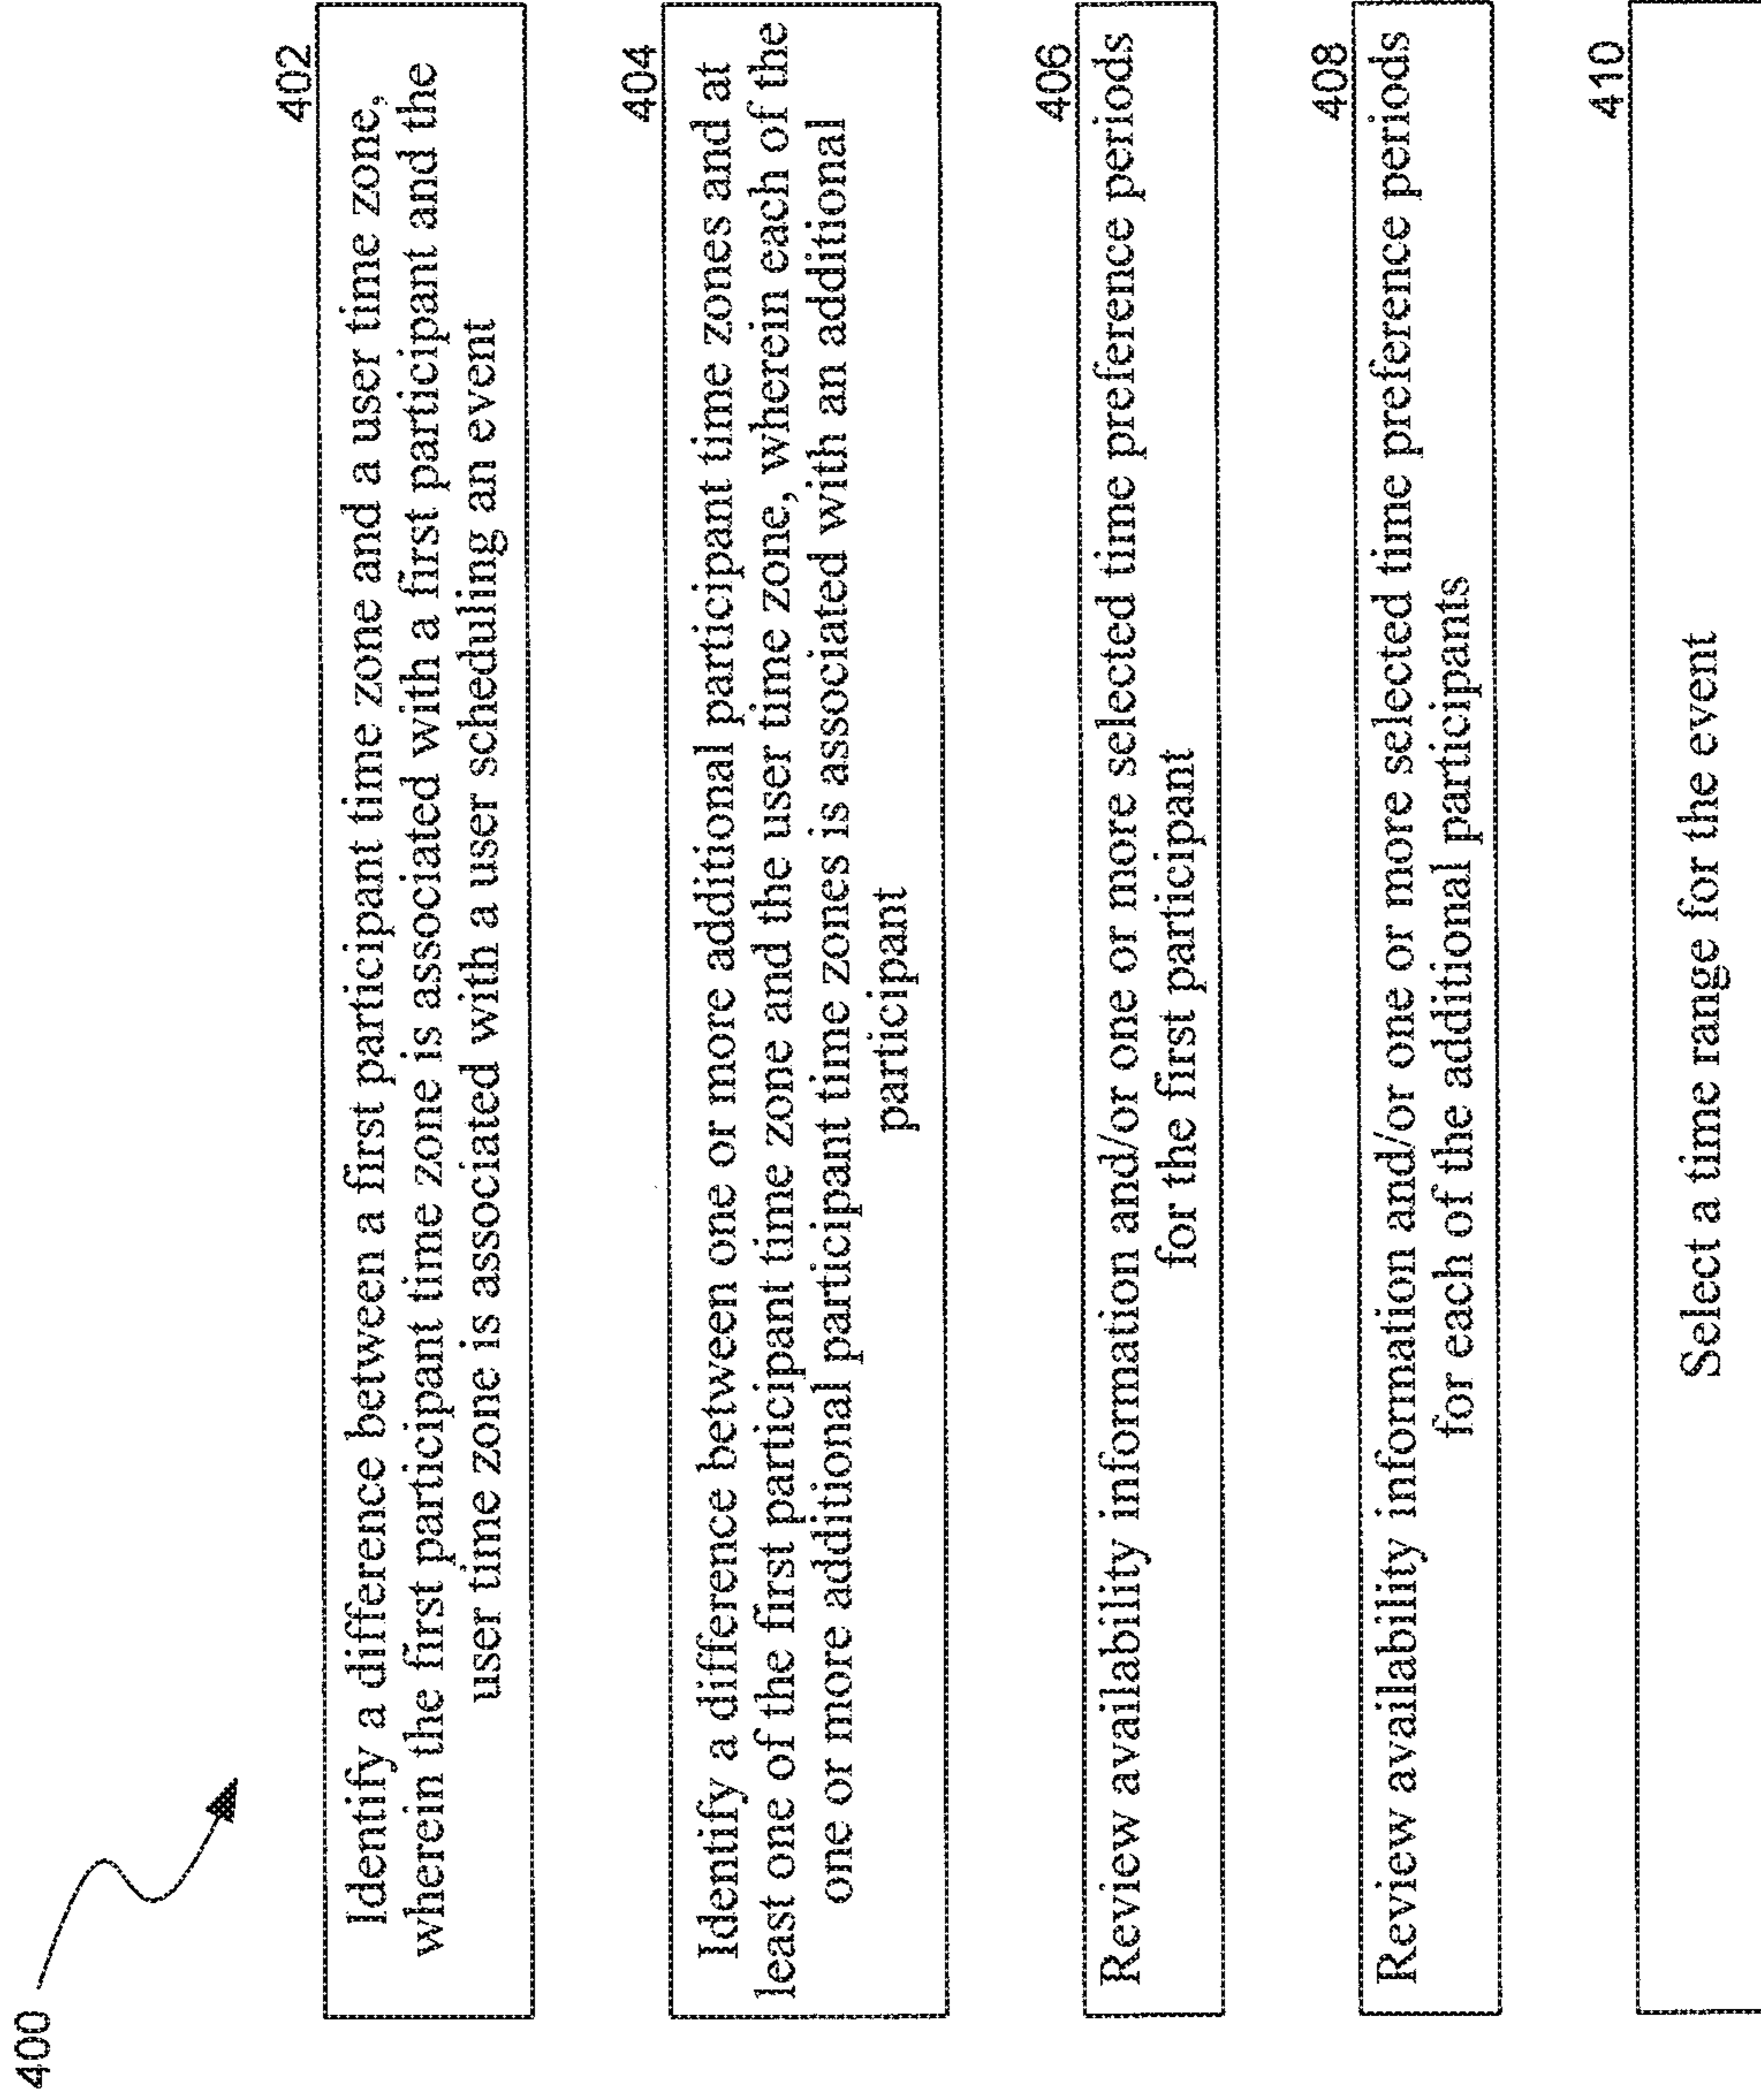 400
402
Identify a difference between a first participant time zone and a user time zone,
wherein the first participant time zone is associated with a first participant and the
user time zone is associated with a user scheduling an event
404
Identify a difference between one or more additional participant time zones and at
least one of the first participant time zone and the user time zone, wherein each of the
one or more additional participant time zones is associated with an additional
participant
406
Review availability information and/or one or more selected time preference periods
for the first participant
408
Review availability information and/or one or more selected time preference periods
for each of the additional participants
410
Select a time range for the event